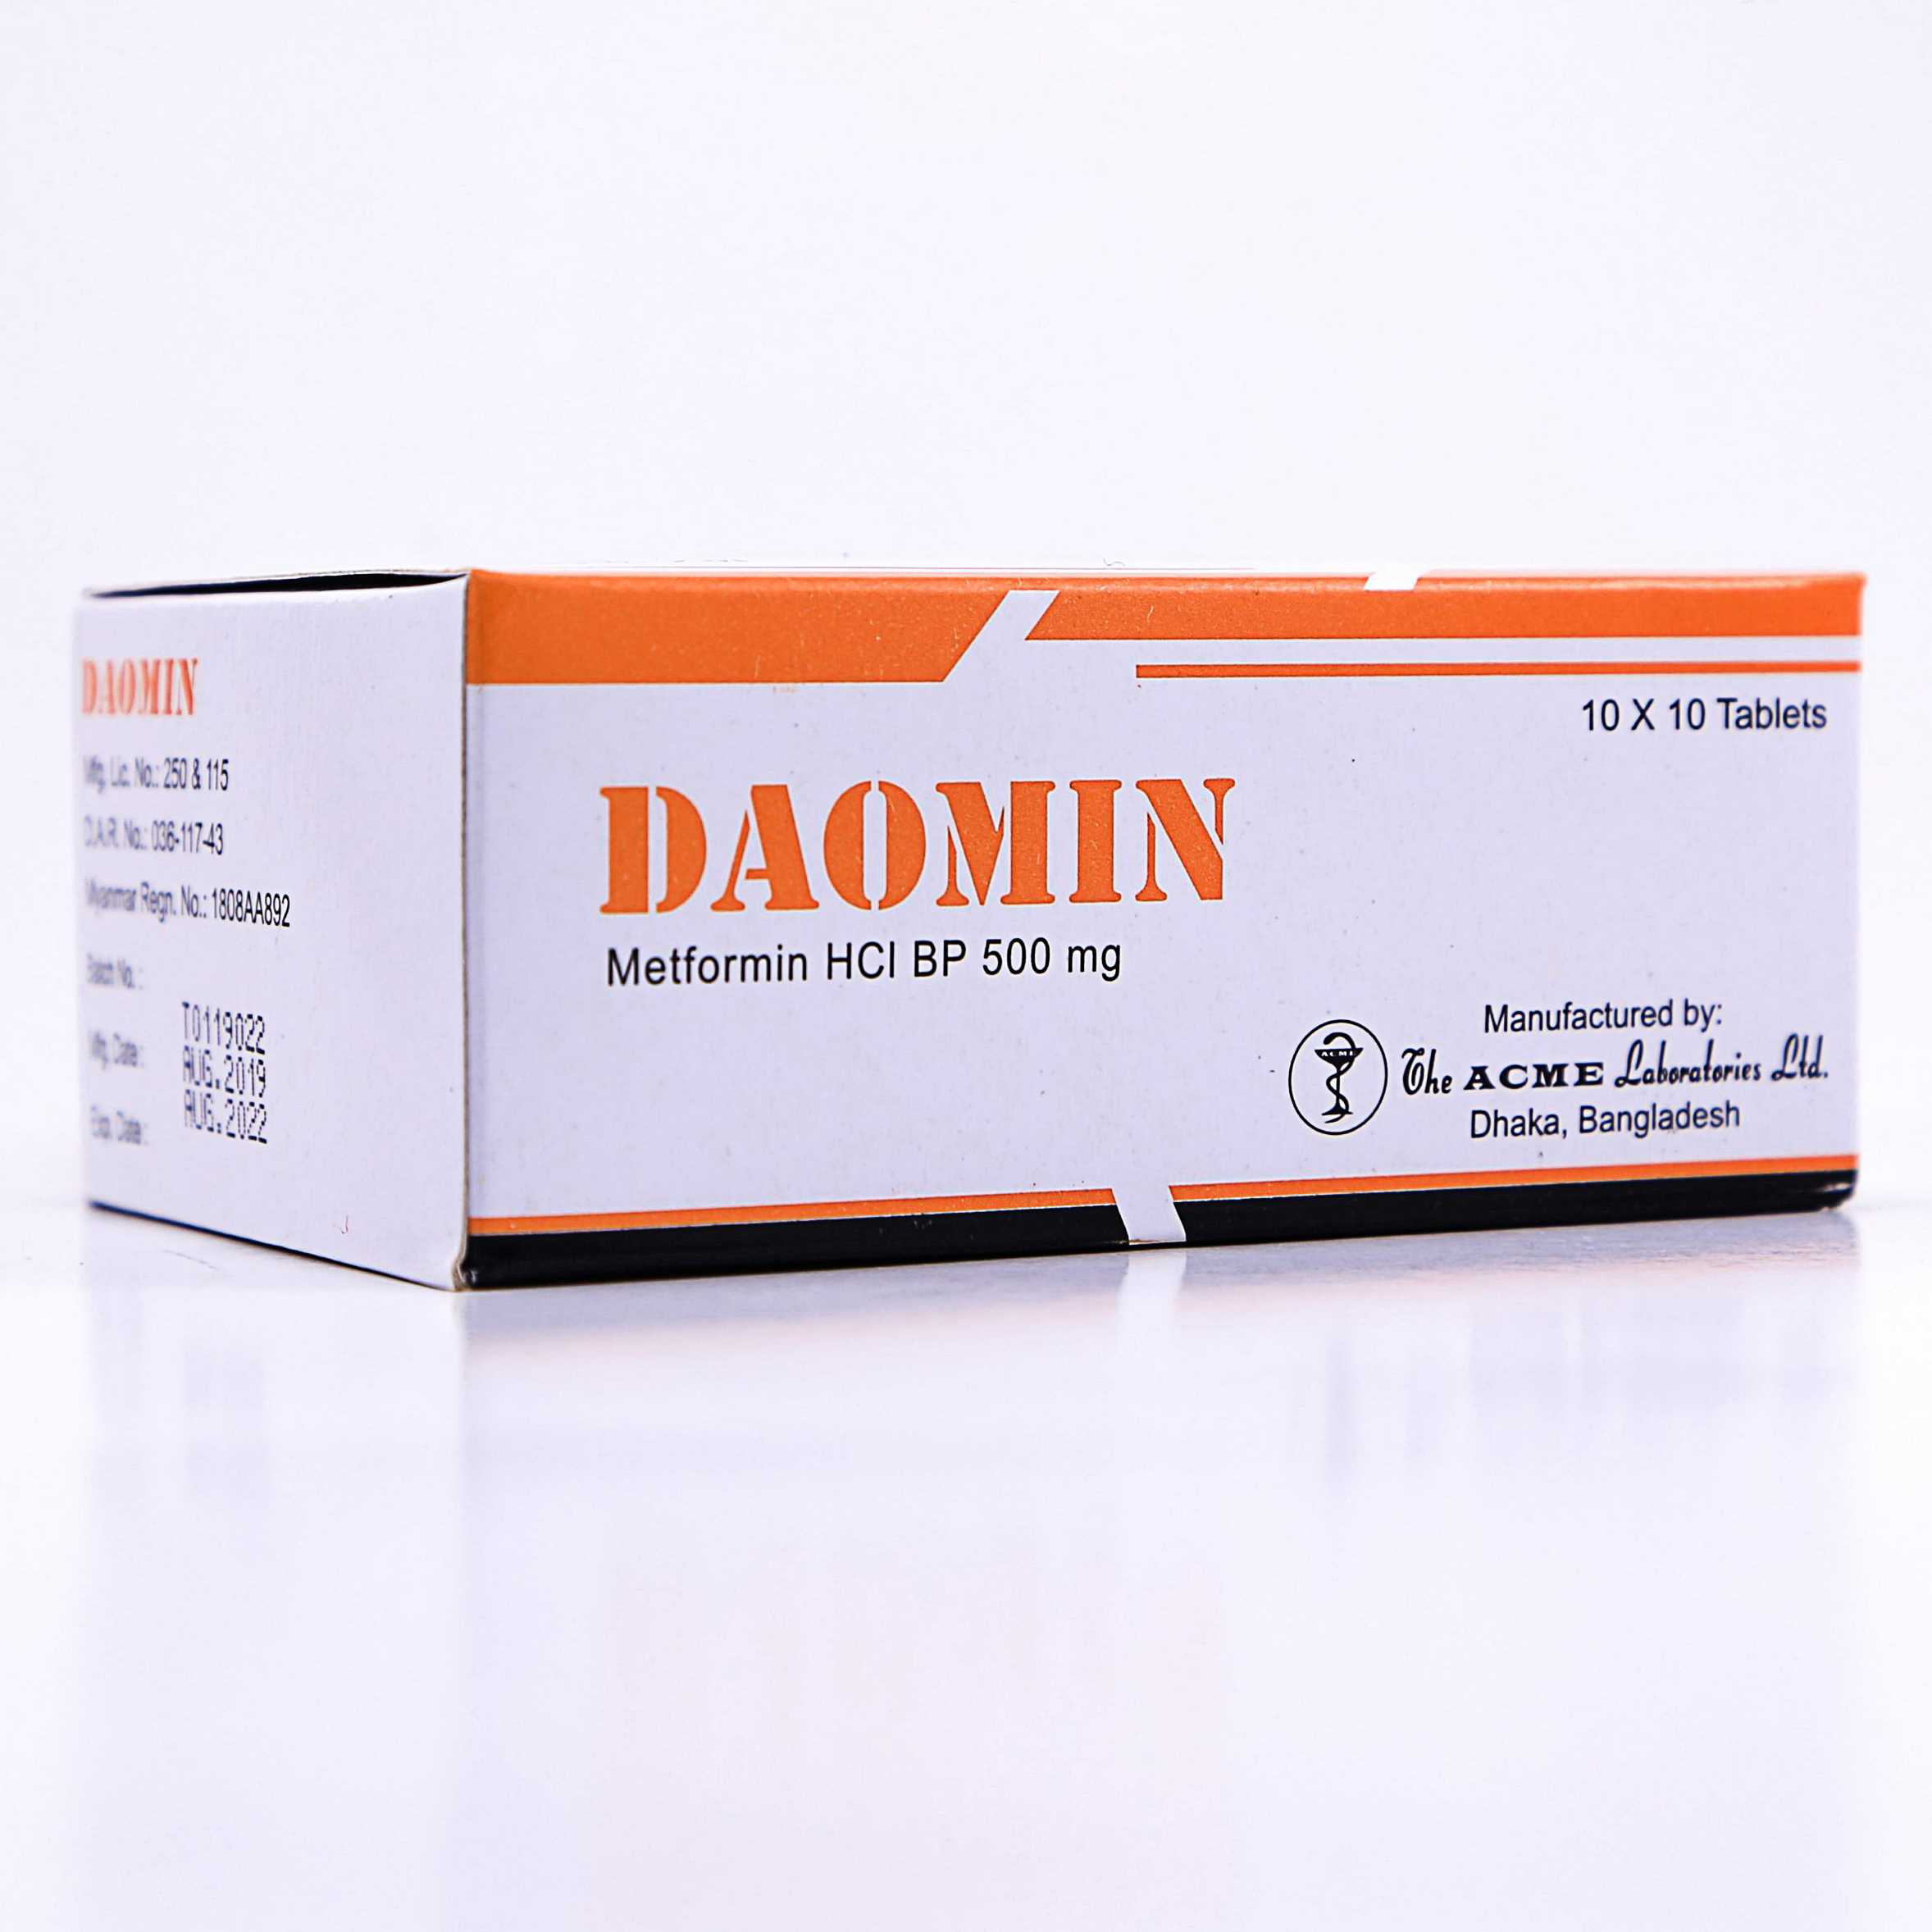 DAOMIN
Mfg. Lic. No.: 250 & 115
D.A.R. No.: 036-117-43
Myanmar Regn. No.: 1808AA892
Batch No. :
T0119022
Mfg. Date :
AUG.2019
Exp. Date :
AUG.2022
10 X 10 Tablets
DAOMIN
Metformin HCl BP 500 mg
Manufactured by:
ACME
The ACME Laboratories Ltd.
Dhaka, Bangladesh